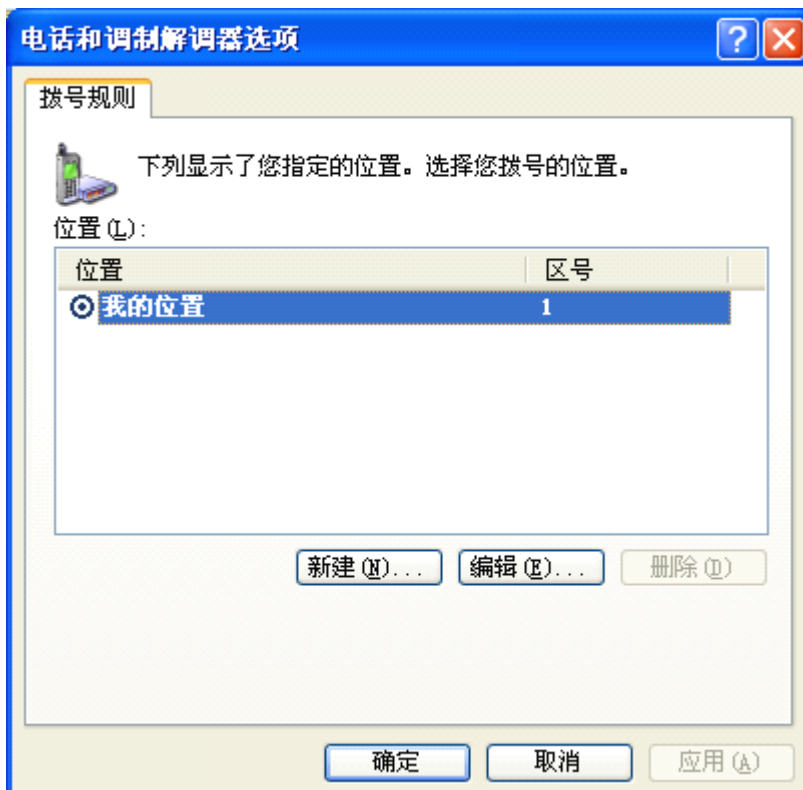 电话和调制解调器选项
拨号规则
下列显示了您指定的位置。选择您拨号的位置。
位置(L):
位置 区号
我的位置 1
新建(N)... 编辑(E)... 删除(D)
确定 取消 应用(A)